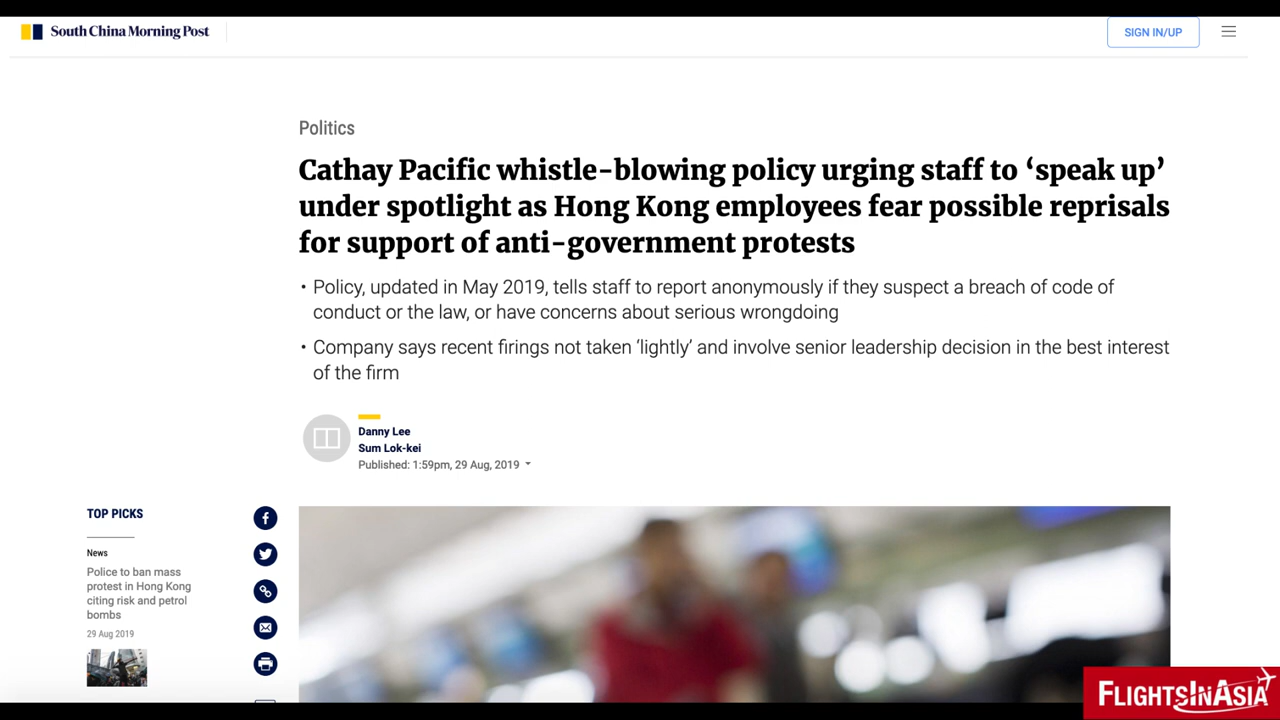 South China Morning Post
SIGN IN/UP
Politics
Cathay Pacific whistle-blowing policy urging staff to ‘speak up’
under spotlight as Hong Kong employees fear possible reprisals
for support of anti-government protests
• Policy, updated in May 2019, tells staff to report anonymously if they suspect a breach of code of
conduct or the law, or have concerns about serious wrongdoing
• Company says recent firings not taken ‘lightly’ and involve senior leadership decision in the best interest
of the firm
Danny Lee
Sum Lok-kei
Published: 1:59pm, 29 Aug, 2019
TOP PICKS
News
Police to ban mass
protest in Hong Kong
citing risk and petrol
bombs
29 Aug 2019
FLIGHTSINASIA